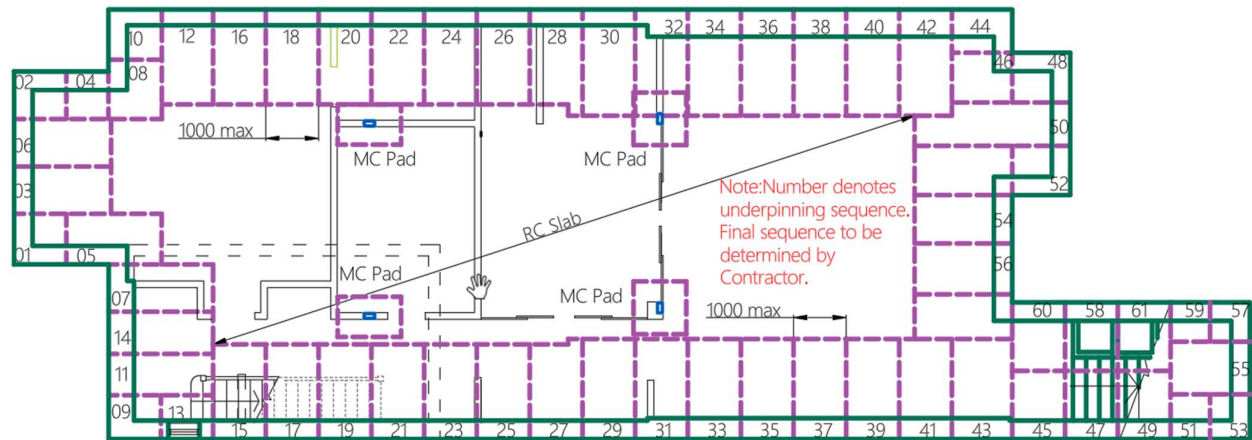 10 12 16 18 20 22 24 26 28 30 32 34 36 38 40 42 44
02 04 08 46 48
1000 max
MC Pad
MC Pad
50
06
03
52
Note:Number denotes
underpinning sequence.
Final sequence to be
determined by
Contractor.
RC Slab
54
01 05
56
MC Pad
MC Pad
07
1000 max
60 58 61 59 57
14
11
55
09 13
15 17 19 21 23 25 27 29 31 33 35 37 39 41 43 45 47 49 51 53